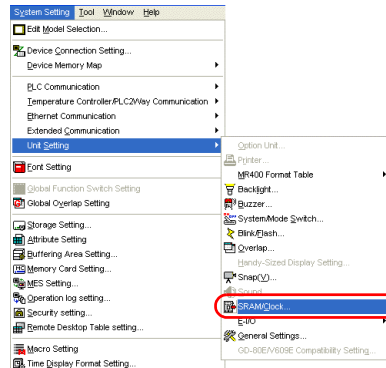 System Setting Tool Window Help
Edit Model Selection...
Device Connection Setting...
Device Memory Map
PLC Communication
Temperature Controller/PLC2Way Communication
Ethernet Communication
Extended Communication
Unit Setting
Font Setting
Global Function Switch Setting
Global Overlap Setting
Storage Setting...
Attribute Setting
Buffering Area Setting...
Memory Card Setting...
MES Setting...
Operation log setting...
Security setting...
Remote Desktop Table setting...
Macro Setting
Time Display Format Setting...
Option Unit...
Printer...
MR400 Format Table
Backlight...
Buzzer...
System/Mode Switch...
Blink/Flash...
Overlap...
Handy-Sized Display Setting...
Snap(V)...
Sound...
SRAM/Clock...
E-I/O
General Settings...
GD-80E/V609E Compatibility Setting...